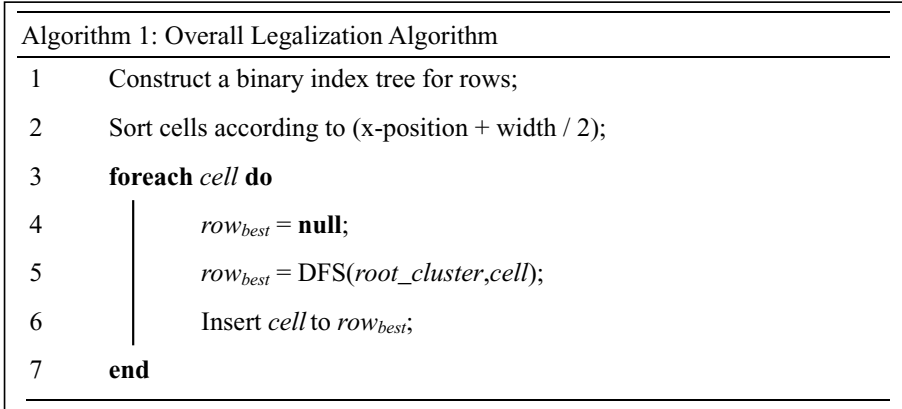 Algorithm 1: Overall Legalization Algorithm
1 Construct a binary index tree for rows;
2 Sort cells according to (x-position + width / 2);
3 foreach cell do
4 row_best = null;
5 row_best = DFS(root_cluster,cell);
6 Insert cell to row_best;
7 end